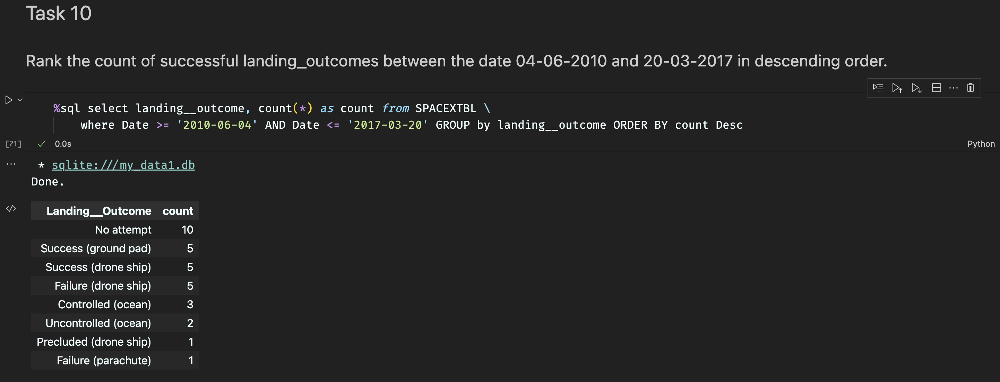 Task 10
Rank the count of successful landing_outcomes between the date 04-06-2010 and 20-03-2017 in descending order.
%sql select landing__outcome, count(*) as count from SPACEXTBL \
where Date >= '2010-06-04' AND Date <= '2017-03-20' GROUP by landing__outcome ORDER BY count Desc
[21] ✓ 0.0s Python
* sqlite:///my_data1.db
Done.
Landing__Outcome count
No attempt 10
Success (ground pad) 5
Success (drone ship) 5
Failure (drone ship) 5
Controlled (ocean) 3
Uncontrolled (ocean) 2
Precluded (drone ship) 1
Failure (parachute) 1